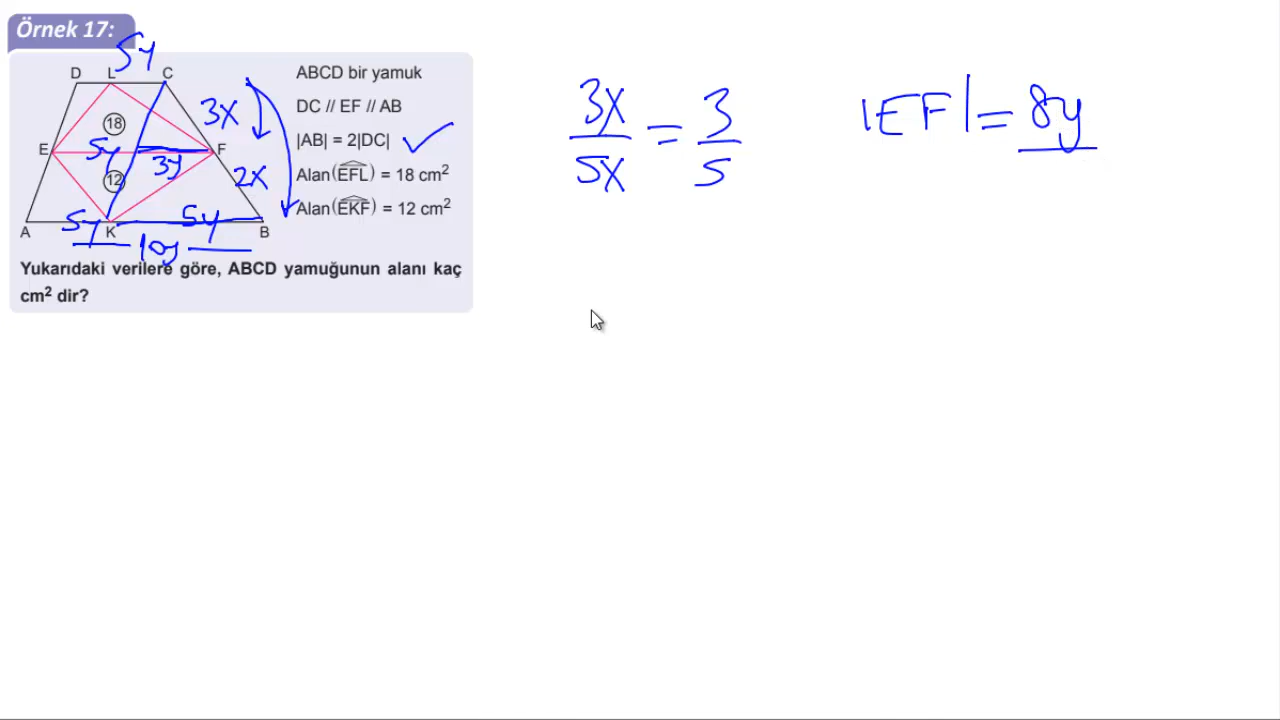 Örnek 17:
5y
D L C
3x
18
E 5y 3y F
12
2x
5y 5y
A K B
10y
ABCD bir yamuk
DC // EF // AB
|AB| = 2|DC|
Alan(EFL) = 18 cm²
Alan(EKF) = 12 cm²
Yukarıdaki verilere göre, ABCD yamuğunun alanı kaç
cm² dir?
3x/5x = 3/5
|EF| = 8y